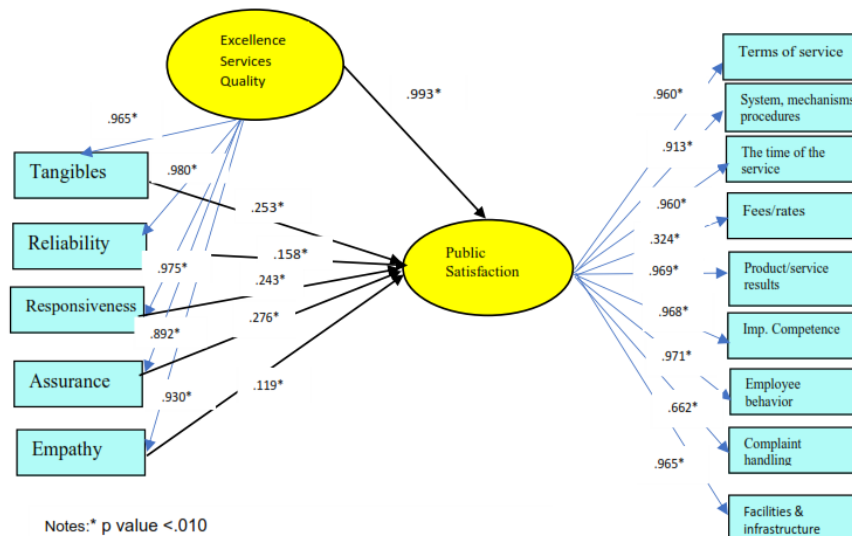 Excellence
Services
Quality
.993*
.965*
.980*
.975*
.892*
.930*
Tangibles
Reliability
Responsiveness
Assurance
Empathy
.253*
.158*
.243*
.276*
.119*
Public
Satisfaction
.960*
.913*
.960*
.324*
.969*
.968*
.971*
.662*
.965*
Terms of service
System, mechanisms
procedures
The time of the
service
Fees/rates
Product/service
results
Imp. Competence
Employee
behavior
Complaint
handling
Facilities &
infrastructure
Notes:* p value <.010